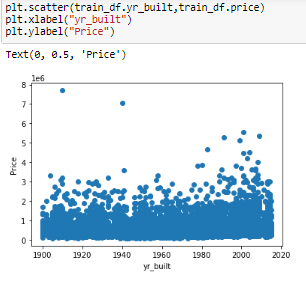 plt.scatter(train_df.yr_built,train_df.price)
plt.xlabel("yr_built")
plt.ylabel("Price")
Text(0, 0.5, 'Price')
1e6
8
7
6
5
4
3
2
1
0
Price
1900 1920 1940 1960 1980 2000 2020
yr_built